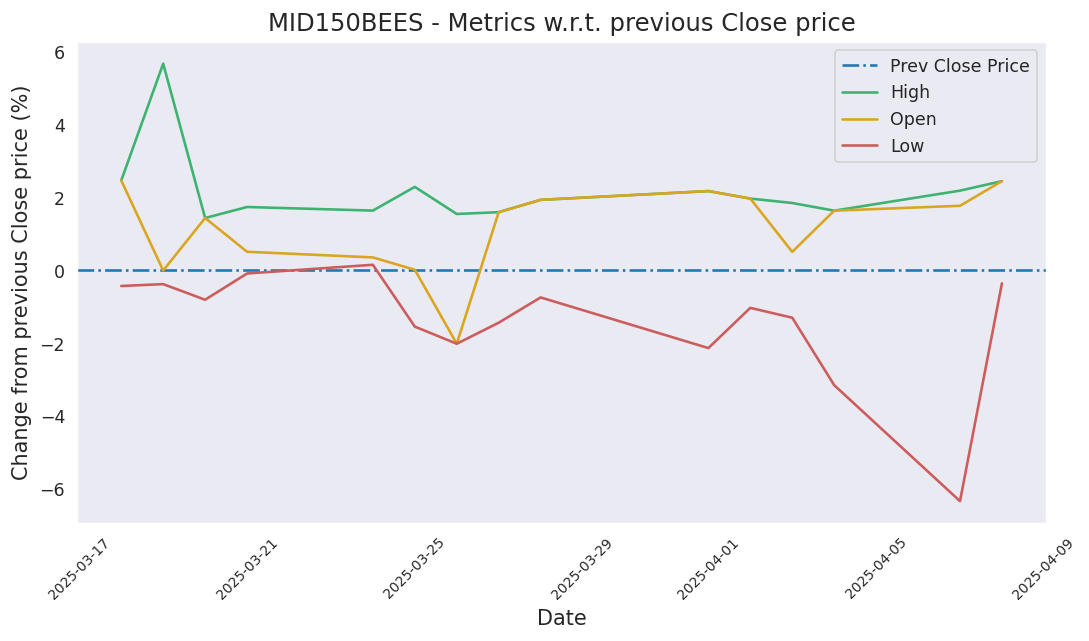 MID150BEES - Metrics w.r.t. previous Close price
Change from previous Close price (%)
6
4
2
0
−2
−4
−6
Prev Close Price
High
Open
Low
2025-03-17
2025-03-21
2025-03-25
2025-03-29
2025-04-01
2025-04-05
2025-04-09
Date